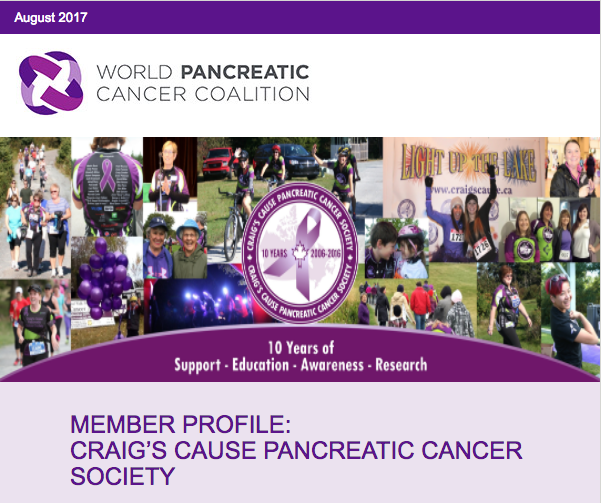 August 2017
WORLD PANCREATIC
CANCER COALITION
LIGHT UP THE LAKE
www.craigscause.ca
CRAIG'S CAUSE PANCREATIC CANCER SOCIETY
10 YEARS 2006-2016
CRAIG'S CAUSE PANCREATIC CANCER SOCIETY
10 Years of
Support - Education - Awareness - Research
MEMBER PROFILE:
CRAIG’S CAUSE PANCREATIC CANCER
SOCIETY